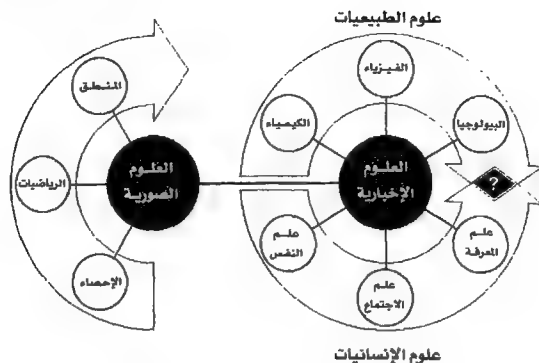 علوم الطبيعيات
الفيزياء
المنطق
الكيمياء
البيولوجيا
العلوم
الصورية
العلوم
الإخبارية
الرياضيات
?
علم
النفس
علم
المعرفة
الإحصاء
علم
الاجتماع
علوم الإنسانيات